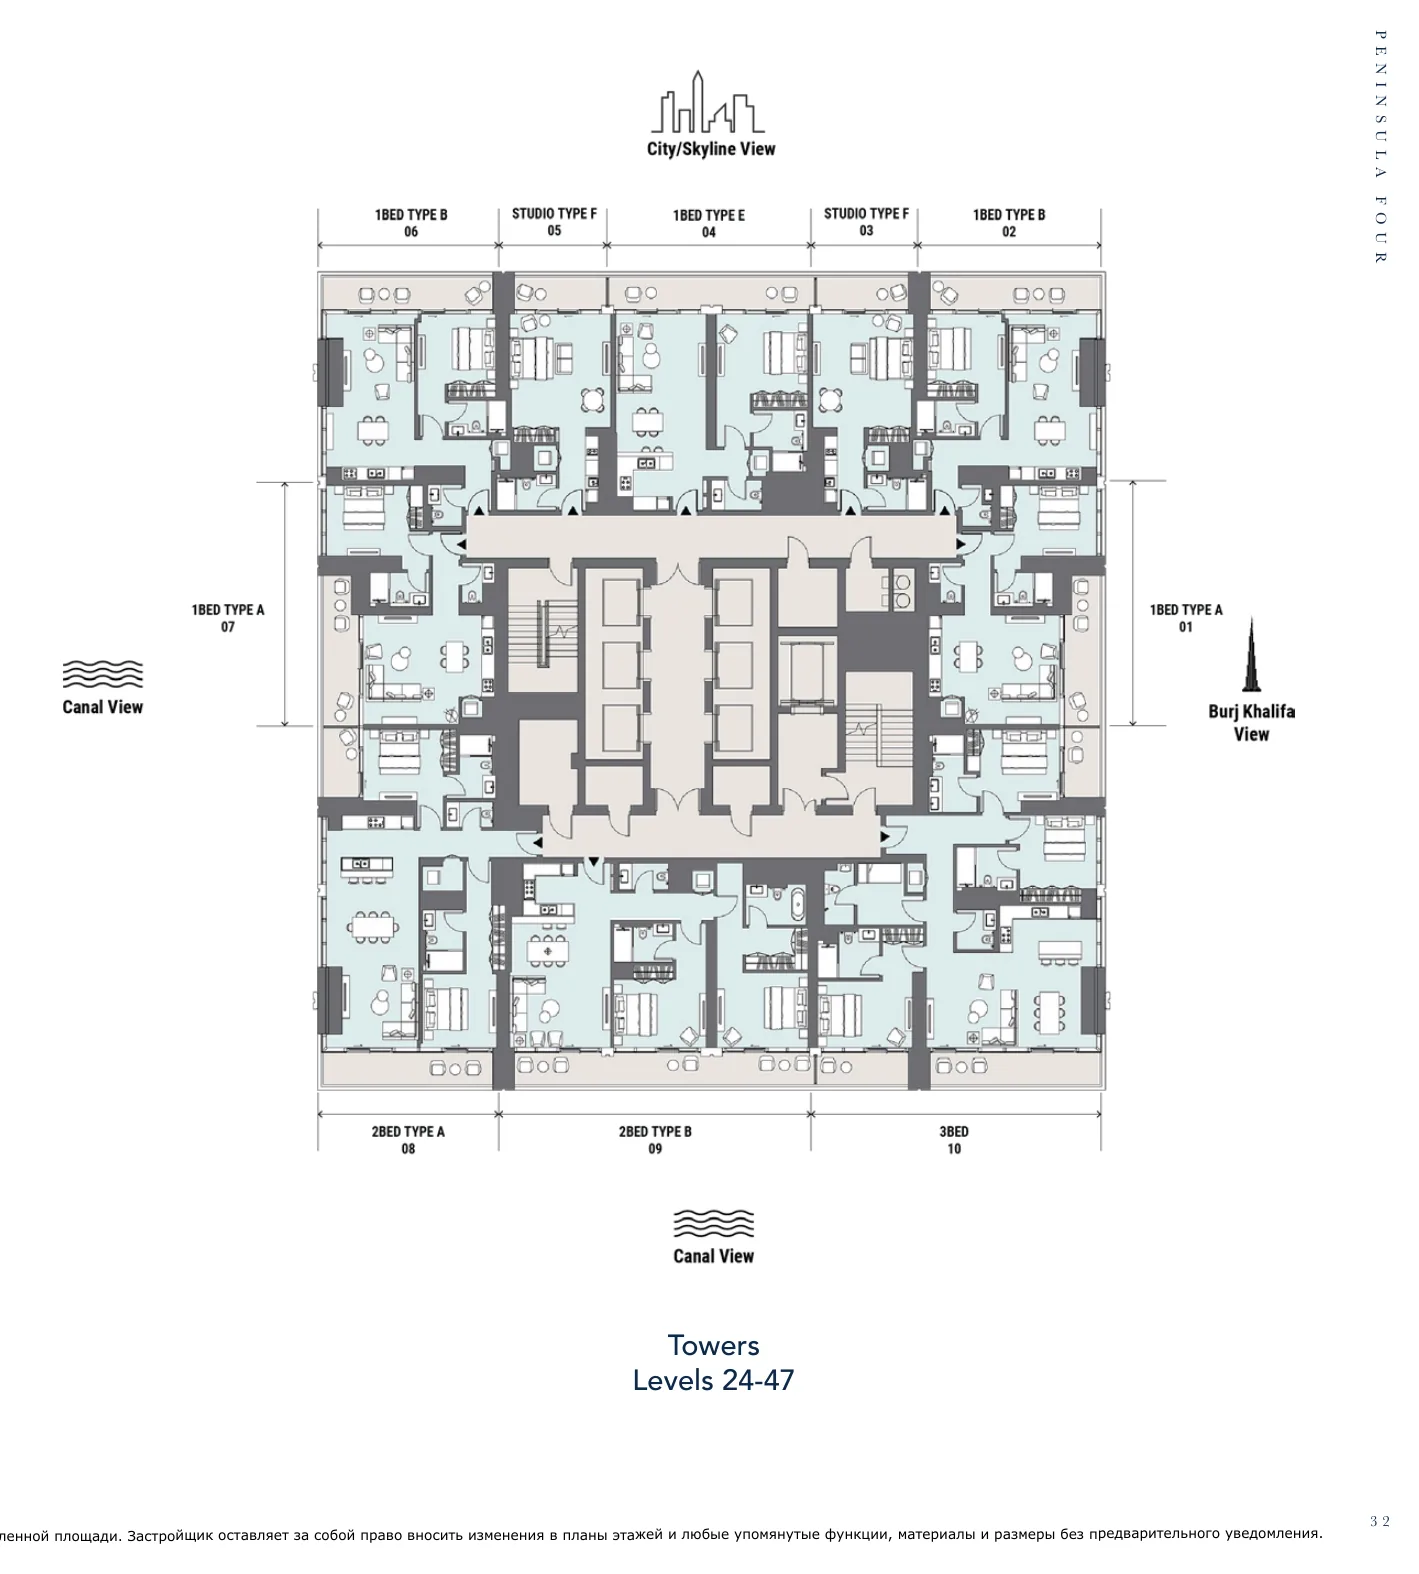 PENINSULA FOUR
City/Skyline View
1BED TYPE B
06
STUDIO TYPE F
05
1BED TYPE E
04
STUDIO TYPE F
03
1BED TYPE B
02
1BED TYPE A
07
1BED TYPE A
01
Canal View
Burj Khalifa
View
2BED TYPE A
08
2BED TYPE B
09
3BED
10
Canal View
Towers
Levels 24-47
площади. Застройщик оставляет за собой право вносить изменения в планы этажей и любые упомянутые функции, материалы и размеры без предварительного уведомления.
32